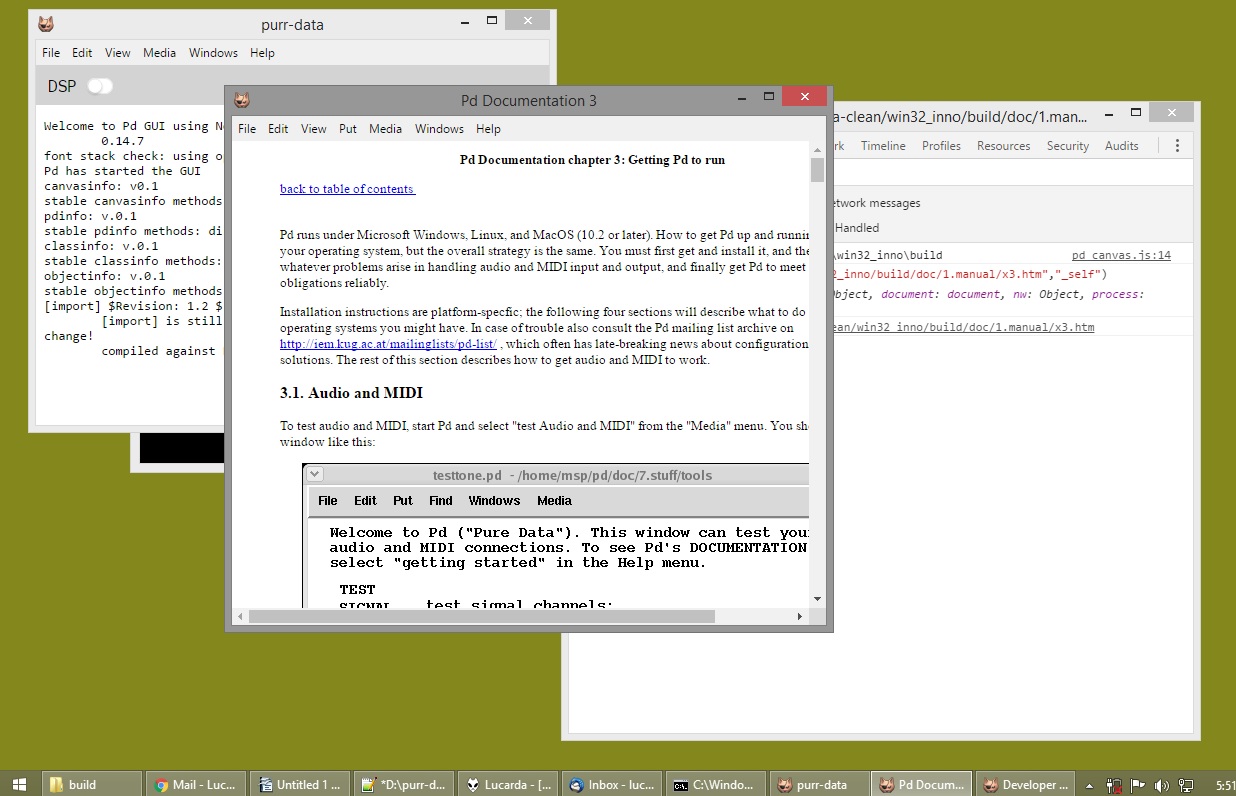 purr-data
File Edit View Media Windows Help
DSP
Welcome to Pd GUI using
0.14.7
font stack check: using
Pd has started the GUI
canvasinfo: v0.1
stable canvasinfo methods
pdinfo: v.0.1
stable pdinfo methods:
classinfo: v.0.1
stable classinfo methods:
objectinfo: v.0.1
stable objectinfo methods
[import] $Revision: 1.2 $
[import] is still
change!
compiled against
Pd Documentation 3
File Edit View Put Media Windows Help
Pd Documentation chapter 3: Getting Pd to run
back to table of contents
Pd runs under Microsoft Windows, Linux, and MacOS (10.2 or later). How to get Pd up and runnin
your operating system, but the overall strategy is the same. You must first get and install it, and the
whatever problems arise in handling audio and MIDI input and output, and finally get Pd to meet
obligations reliably.
Installation instructions are platform-specfic; the following four sections will describe what to do
operating systems you might have. In case of trouble also consult the Pd mailing list archive on
http://iem.kug.ac.at/mailinglists/pd-list/ , which often has late-breaking news about configuration
solutions. The rest of this section describes how to get audio and MIDI to work.
3.1. Audio and MIDI
To test audio and MIDI, start Pd and select "test Audio and MIDI" from the "Media" menu. You sh
window like this:
testtone.pd - /home/msp/pd/doc/7.stuff/tools
File Edit Put Find Windows Media
Welcome to Pd ("Pure Data"). This window can test your
audio and MIDI connections. To see Pd's DOCUMENTATION
select "getting started" in the Help menu.
TEST
SIGNAL test signal channels:
a-clean/win32_inno/build/doc/1.man...
rk Timeline Profiles Resources Security Audits
etwork messages
Handled
\win32_inno\build pd_canvas.js:14
2_inno/build/doc/1.manual/x3.htm","_self")
Object, document: document, nw: Object, process:
ean/win32_inno/build/doc/1.manual/x3.htm
build
Mail - Luc...
Untitled 1 ...
*D:\purr-d...
Lucarda - [...
Inbox - luc...
C:\Windo...
purr-data
Pd Docum...
Developer ...
5:51